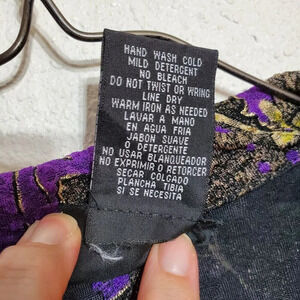 HAND WASH COLD
MILD DETERGENT
NO BLEACH
DO NOT TWIST OR WRING
LINE DRY
WARM IRON AS NEEDED
LAVAR A MANO
EN AGUA FRIA
JABON SUAVE
O DETERGENTE
NO USAR BLANQUEADOR
NO EXPRIMIR O RETORCER
SECAR COLGADO
PLANCHA TIBIA
SI SE NECESITA